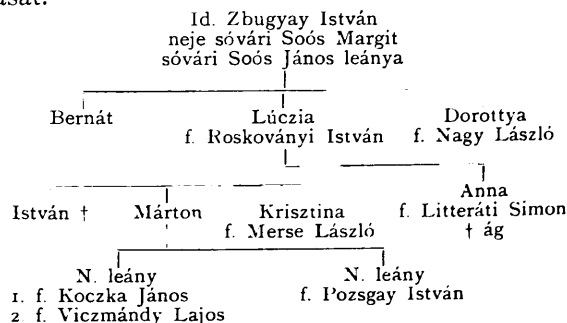 Id. Zbugyay István
neje sóvári Soós Margit
sóvári Soós János leánya
Bernát Lúczia Dorottya
f. Roskoványi István f. Nagy László
Anna
István † Márton Krisztina f. Litteráti Simon
f. Merse László † ág
N. leány N. leány
1. f. Koczka János f. Pozsgay István
2. f. Viczmándy Lajos